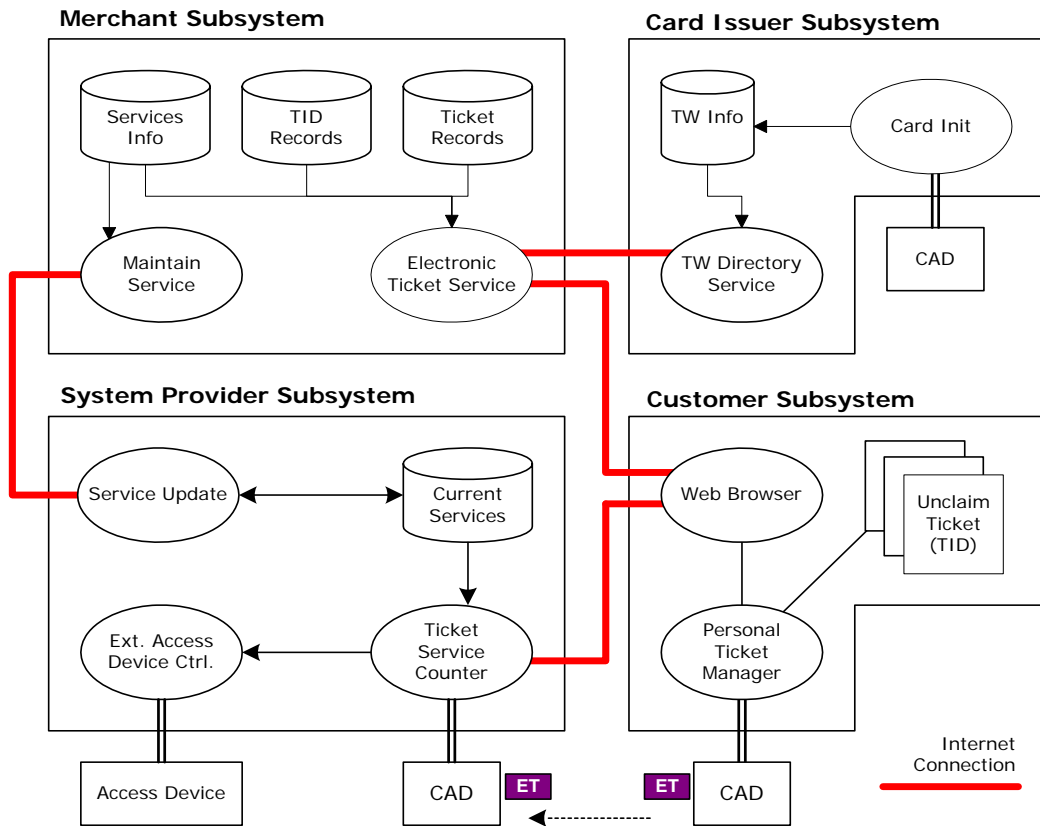 Merchant Subsystem
Services
Info
TID
Records
Ticket
Records
Maintain
Service
Electronic
Ticket Service
Card Issuer Subsystem
TW Info
Card Init
TW Directory
Service
CAD
System Provider Subsystem
Service Update
Current
Services
Ext. Access
Device Ctrl.
Ticket
Service
Counter
Access Device
CAD
ET
Customer Subsystem
Web Browser
Unclaim
Ticket
(TID)
Personal
Ticket
Manager
ET
CAD
Internet
Connection